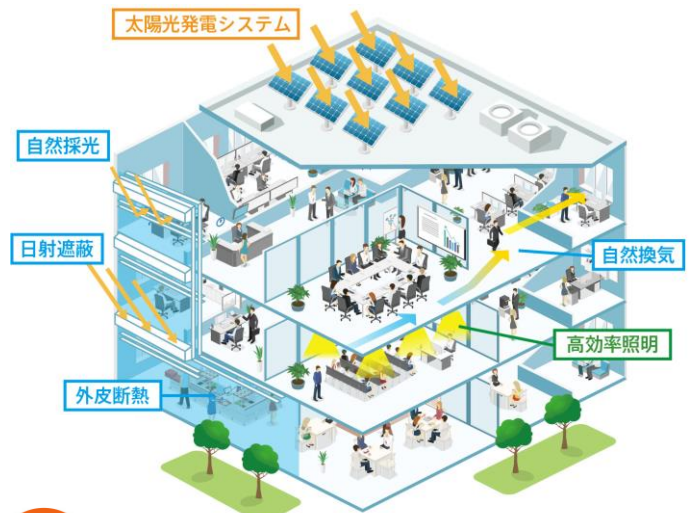 太陽光発電システム
自然採光
日射遮蔽
自然換気
高効率照明
外皮断熱